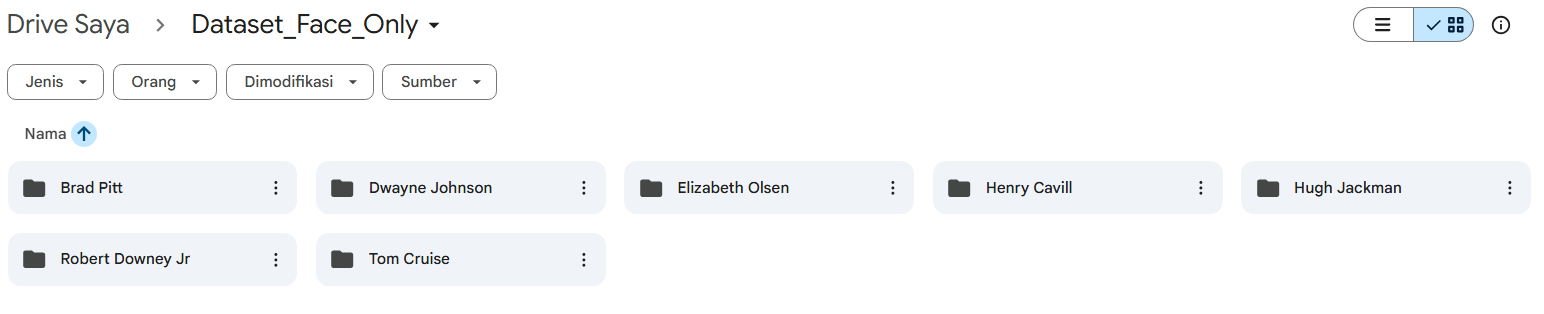 Drive Saya > Dataset_Face_Only
Jenis Orang Dimodifikasi Sumber
Nama
Brad Pitt Dwayne Johnson Elizabeth Olsen Henry Cavill Hugh Jackman
Robert Downey Jr Tom Cruise